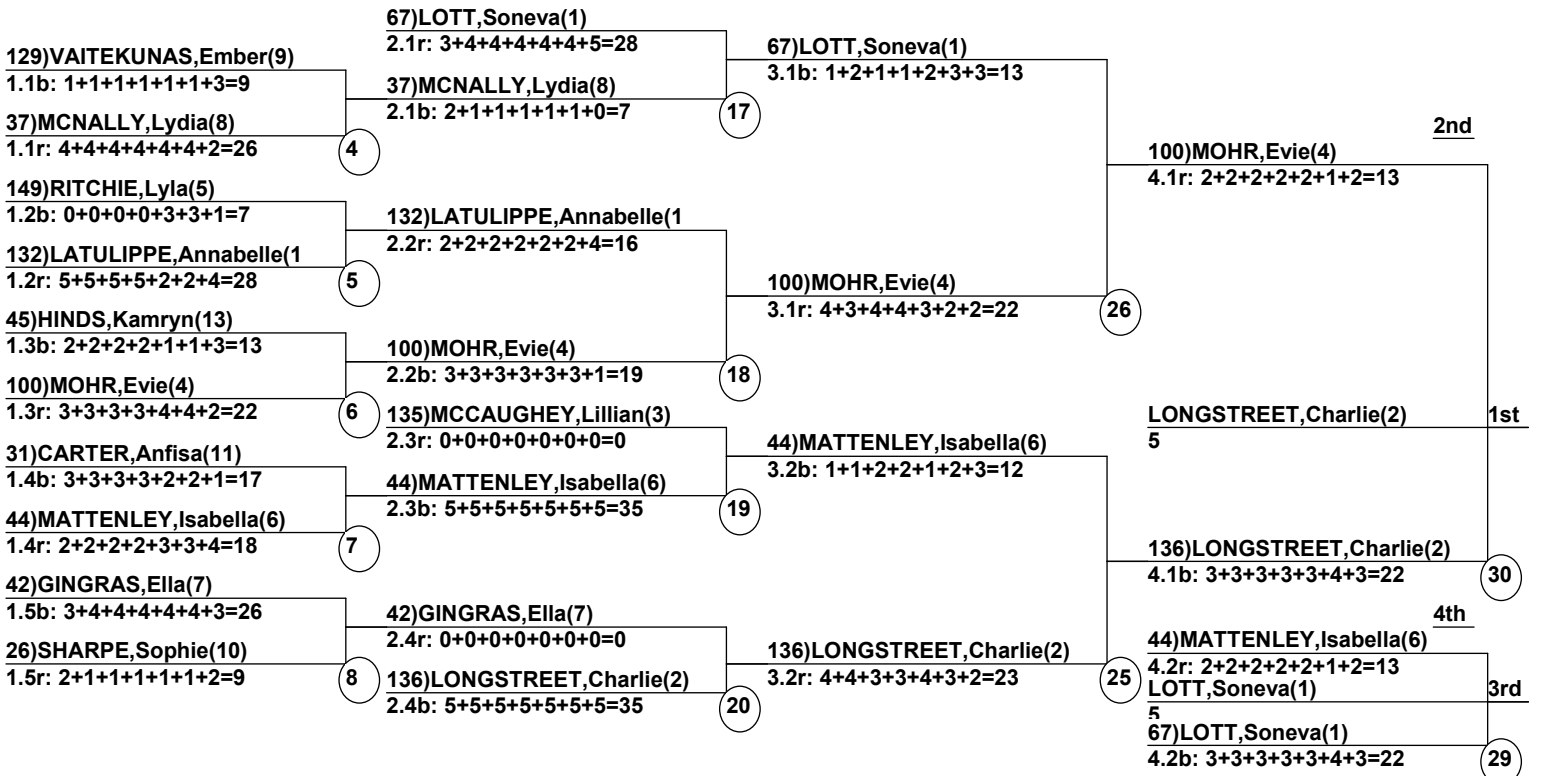 129)VAITEKUNAS,Ember(9)
1.1b: 1+1+1+1+1+1+3=9
37)MCNALLY,Lydia(8)
1.1r: 4+4+4+4+4+4+2=26
4
149)RITCHIE,Lyla(5)
1.2b: 0+0+0+0+3+3+1=7
132)LATULIPPE,Annabelle(1
1.2r: 5+5+5+5+2+2+4=28
5
45)HINDS,Kamryn(13)
1.3b: 2+2+2+2+1+1+3=13
100)MOHR,Evie(4)
1.3r: 3+3+3+3+4+4+2=22
6
31)CARTER,Anfisa(11)
1.4b: 3+3+3+3+2+2+1=17
44)MATTENLEY,Isabella(6)
1.4r: 2+2+2+2+3+3+4=18
7
42)GINGRAS,Ella(7)
1.5b: 3+4+4+4+4+4+3=26
26)SHARPE,Sophie(10)
1.5r: 2+1+1+1+1+1+2=9
8
67)LOTT,Soneva(1)
2.1r: 3+4+4+4+4+4+5=28
37)MCNALLY,Lydia(8)
2.1b: 2+1+1+1+1+1+0=7
17
132)LATULIPPE,Annabelle(1
2.2r: 2+2+2+2+2+2+4=16
100)MOHR,Evie(4)
2.2b: 3+3+3+3+3+3+1=19
18
135)MCCAUGHEY,Lillian(3)
2.3r: 0+0+0+0+0+0+0=0
44)MATTENLEY,Isabella(6)
2.3b: 5+5+5+5+5+5+5=35
19
42)GINGRAS,Ella(7)
2.4r: 0+0+0+0+0+0+0=0
136)LONGSTREET,Charlie(2)
2.4b: 5+5+5+5+5+5+5=35
20
67)LOTT,Soneva(1)
3.1b: 1+2+1+1+2+3+3=13
100)MOHR,Evie(4)
3.1r: 4+3+4+4+3+2+2=22
26
44)MATTENLEY,Isabella(6)
3.2b: 1+1+2+2+1+2+3=12
136)LONGSTREET,Charlie(2)
3.2r: 4+4+3+3+4+3+2=23
25
2nd
100)MOHR,Evie(4)
4.1r: 2+2+2+2+2+1+2=13
LONGSTREET,Charlie(2)
1st
5
136)LONGSTREET,Charlie(2)
4.1b: 3+3+3+3+3+4+3=22
30
4th
44)MATTENLEY,Isabella(6)
4.2r: 2+2+2+2+2+1+2=13
LOTT,Soneva(1)
3rd
5
67)LOTT,Soneva(1)
4.2b: 3+3+3+3+3+4+3=22
29